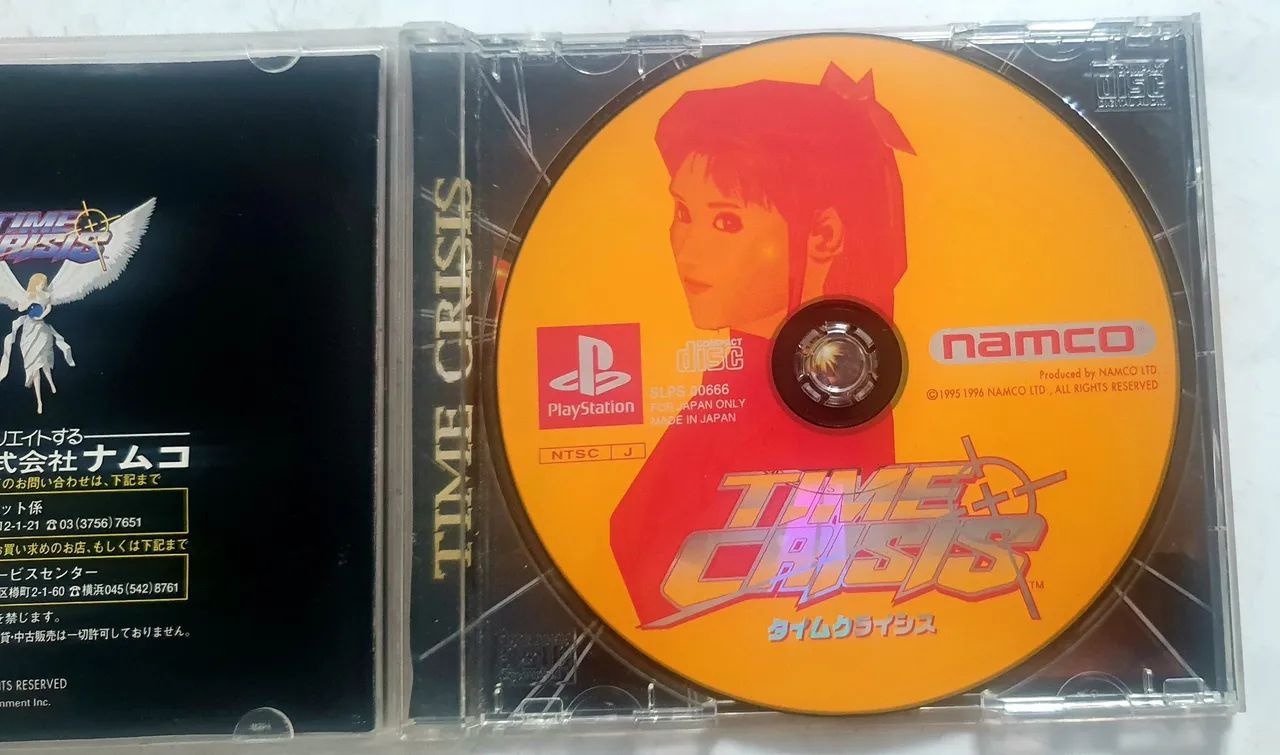 TIME
CRISIS
リエイトする
式会社 ナムコ
のお問い合わせは、下記まで
ット係
12-1-21 ☎03(3756)7651
お買い求めのお店、もしくは下記まで
ービスセンター
区樽町2-1-60 ☎横浜045(542)8761
を禁じます。
貸・中古販売は一切許可しておりません。
TS RESERVED
nment Inc.
TIME CRISIS
COMPACT
disc
DIGITAL AUDIO
PlayStation
COMPACT
disc
SLPS 00666
FOR JAPAN ONLY
MADE IN JAPAN
NTSC J
namco
Produced by NAMCO LTD
©1995 1996 NAMCO LTD., ALL RIGHTS RESERVED
TIME
CRISIS™
タイムクライシス